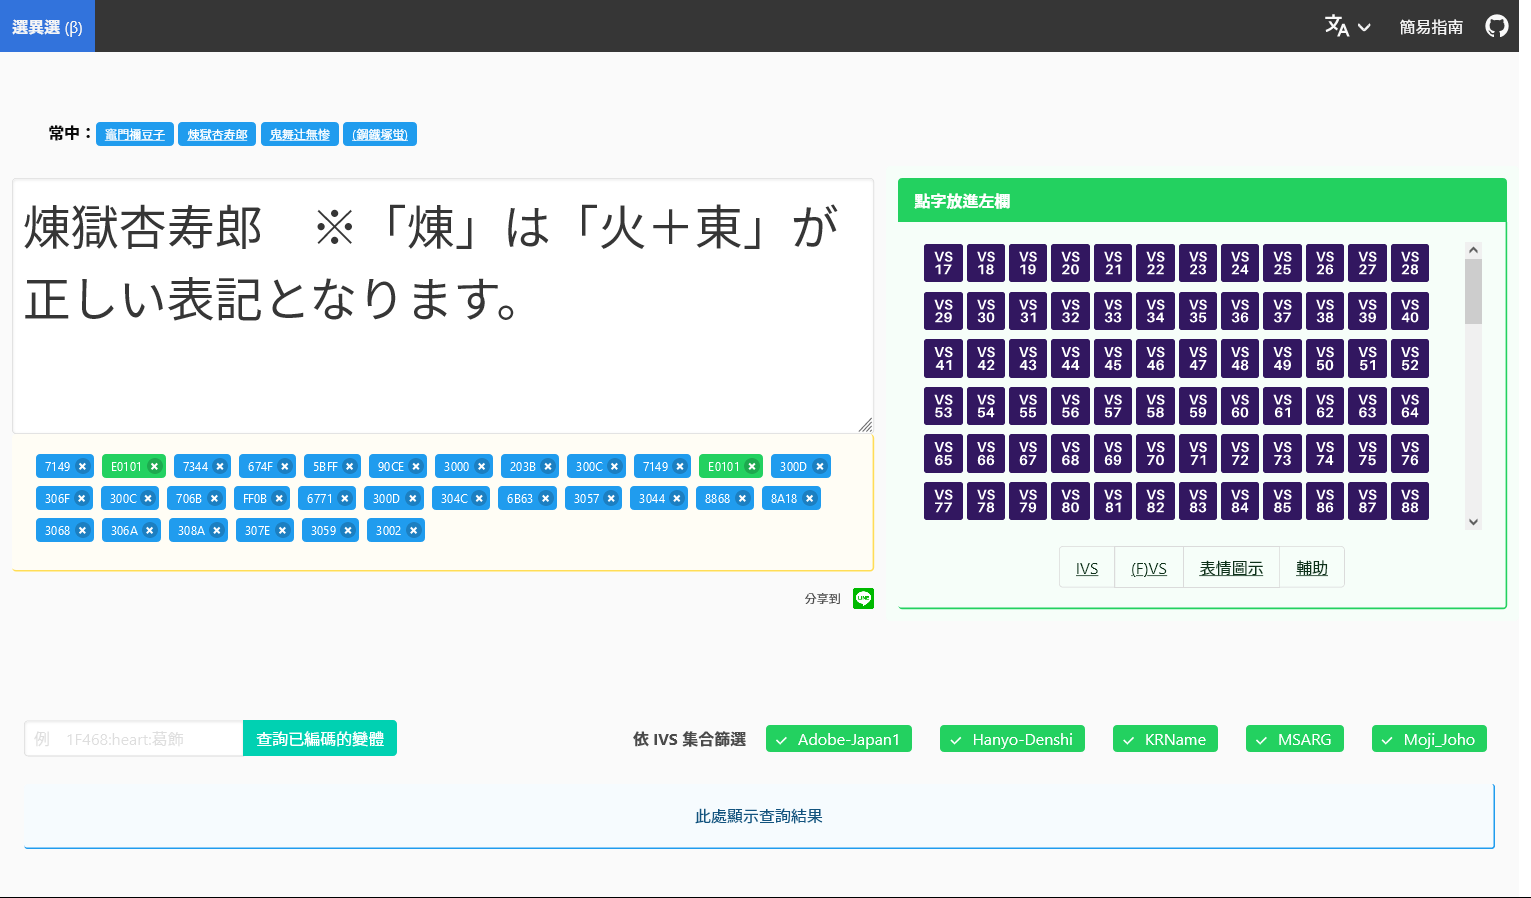 選異選 (β)
簡易指南
常中：竈門禰豆子 煉獄杏寿郎 鬼舞辻無惨 (鋼鐵塚蛍)
煉󠄁獄杏寿郎　※「煉󠄁」は「火＋東」が
正しい表記となります。
7149 E0101 7344 674F 5BFF 90CE 3000 203B 300C 7149 E0101 300D
306F 300C 706B FF0B 6771 300D 304C 6B63 3057 3044 8868 8A18
3068 306A 308A 307E 3059 3002
分享到 LINE
點字放進左欄
VS 17 VS 18 VS 19 VS 20 VS 21 VS 22 VS 23 VS 24 VS 25 VS 26 VS 27 VS 28
VS 29 VS 30 VS 31 VS 32 VS 33 VS 34 VS 35 VS 36 VS 37 VS 38 VS 39 VS 40
VS 41 VS 42 VS 43 VS 44 VS 45 VS 46 VS 47 VS 48 VS 49 VS 50 VS 51 VS 52
VS 53 VS 54 VS 55 VS 56 VS 57 VS 58 VS 59 VS 60 VS 61 VS 62 VS 63 VS 64
VS 65 VS 66 VS 67 VS 68 VS 69 VS 70 VS 71 VS 72 VS 73 VS 74 VS 75 VS 76
VS 77 VS 78 VS 79 VS 80 VS 81 VS 82 VS 83 VS 84 VS 85 VS 86 VS 87 VS 88
IVS (F)VS 表情圖示 輔助
例　1F468:heart:葛飾 查詢已編碼的變體
依 IVS 集合篩選 Adobe-Japan1 Hanyo-Denshi KRName MSARG Moji_Joho
此處顯示查詢結果